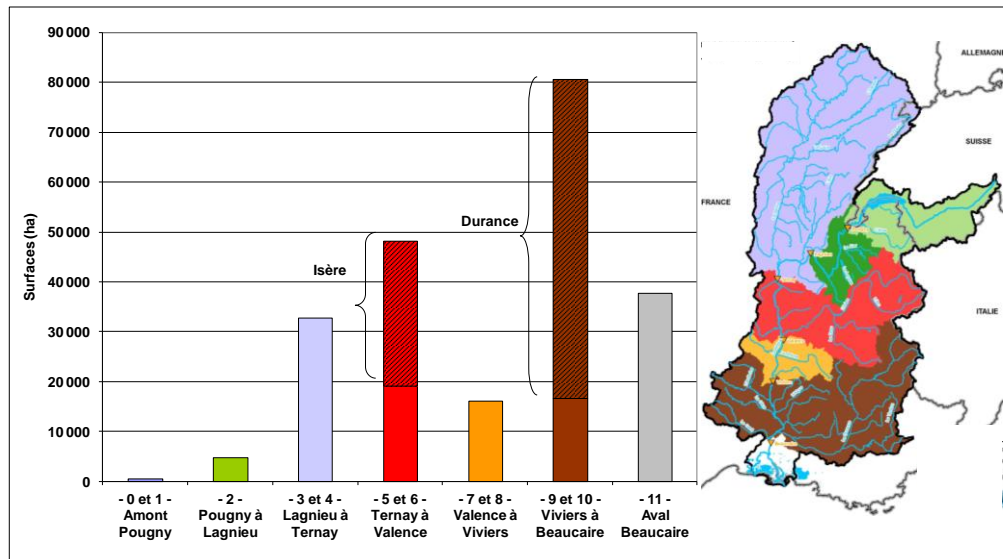 90 000
80 000
70 000
60 000
50 000
40 000
30 000
20 000
10 000
0
Surfaces (ha)
Isère
Durance
- 0 et 1 -
Amont
Pougny
- 2 -
Pougny à
Lagnieu
-3 et 4 -
Lagnieu à
Ternay
-5 et 6 -
Ternay à
Valence
-7 et 8 -
Valence à
Viviers
-9 et 10 -
Viviers à
Beaucaire
- 11 -
Aval
Beaucaire
ALLEMAGNE
SUISSE
FRANCE
ITALIE